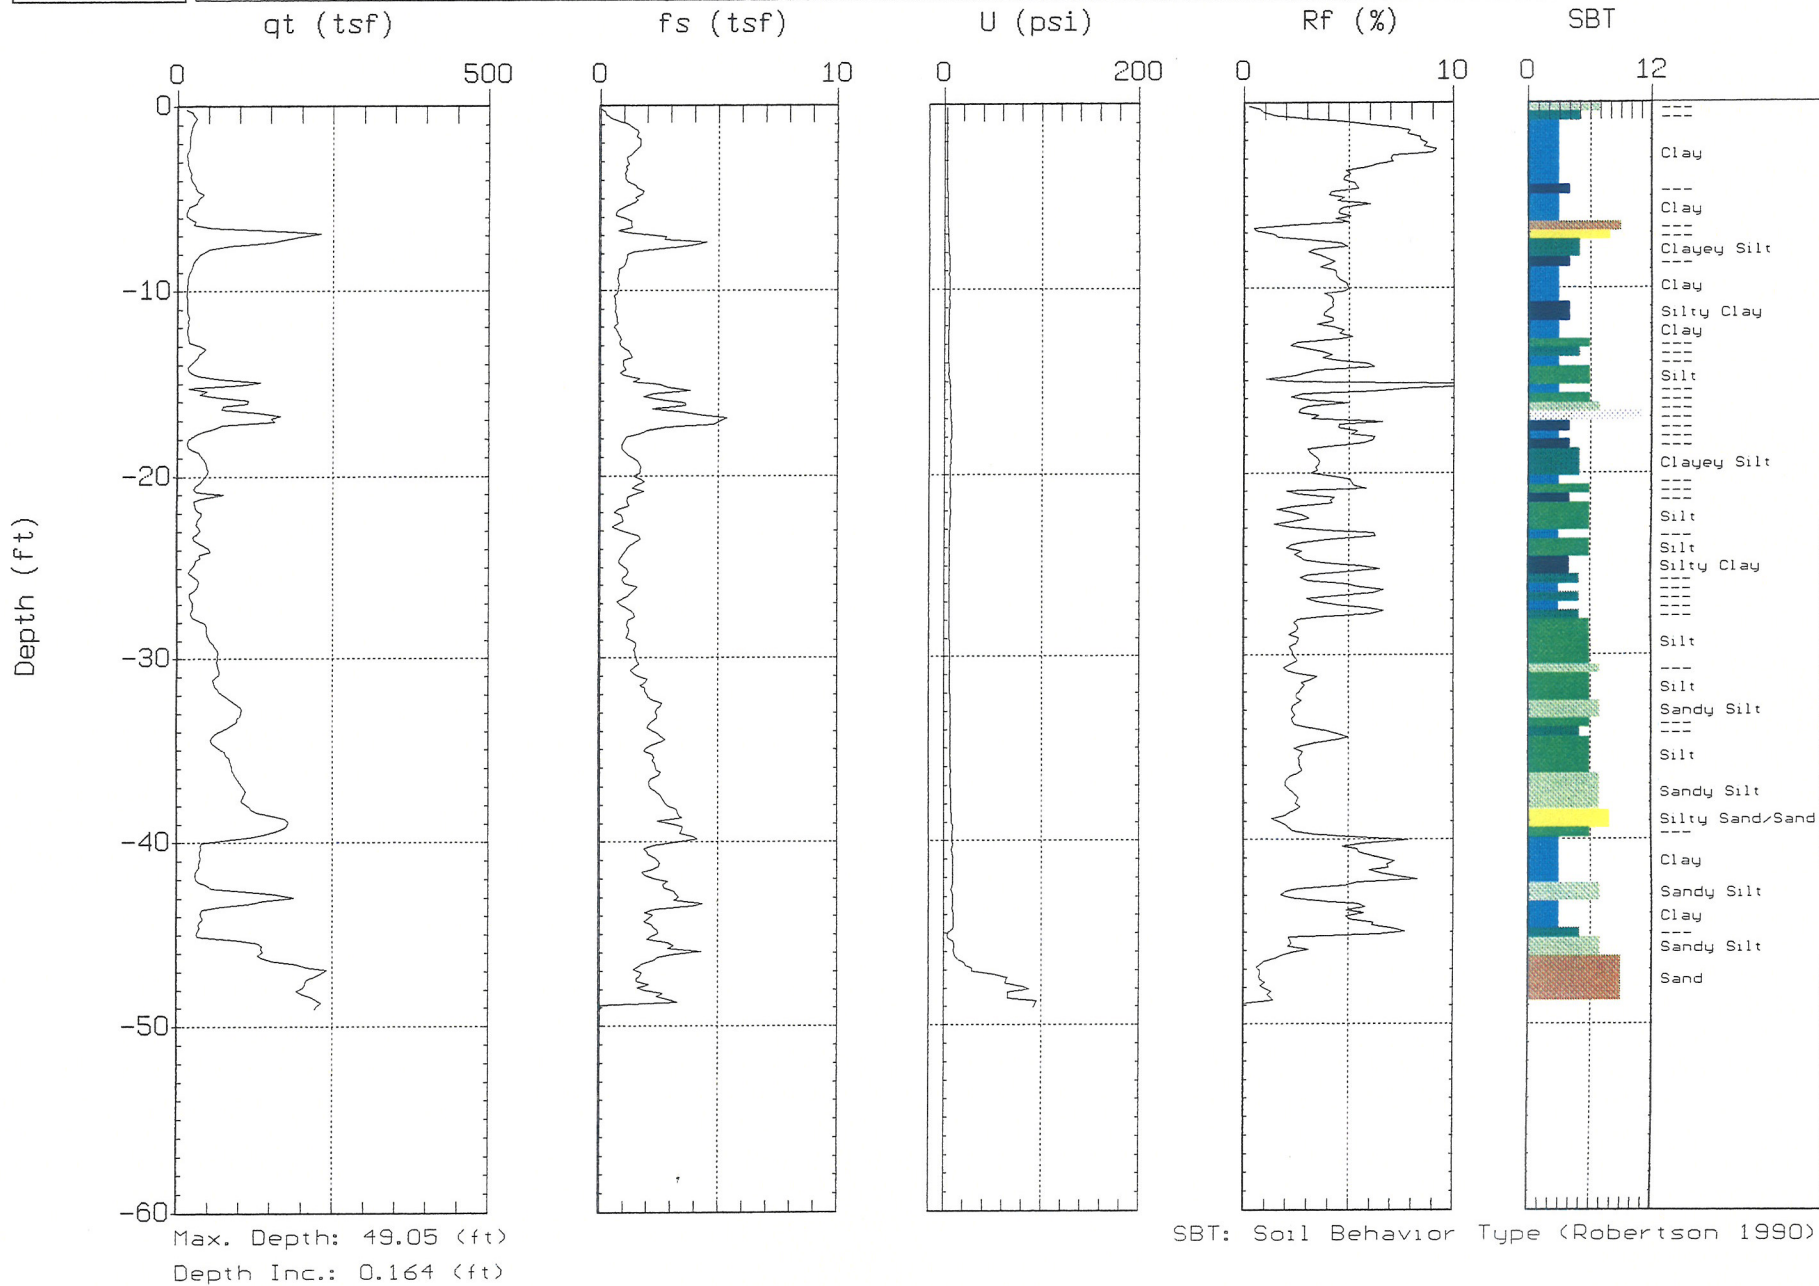 qt (tsf) fs (tsf) U (psi) Rf (%) SBT
0 500 0 10 0 200 0 10 0 12
0
-10
-20
-30
-40
-50
-60
Depth (ft)
---
---
Clay
---
Clay
---
---
Clayey Silt
---
Clay
Silty Clay
Clay
---
---
---
Silt
---
---
---
---
---
---
---
Clayey Silt
---
---
---
Silt
---
Silt
Silty Clay
---
---
---
---
---
Silt
---
Silt
Sandy Silt
---
---
Silt
Sandy Silt
Silty Sand/Sand
---
Clay
Sandy Silt
Clay
---
Sandy Silt
Sand
Max. Depth: 49.05 (ft)
Depth Inc.: 0.164 (ft)
SBT: Soil Behavior Type (Robertson 1990)